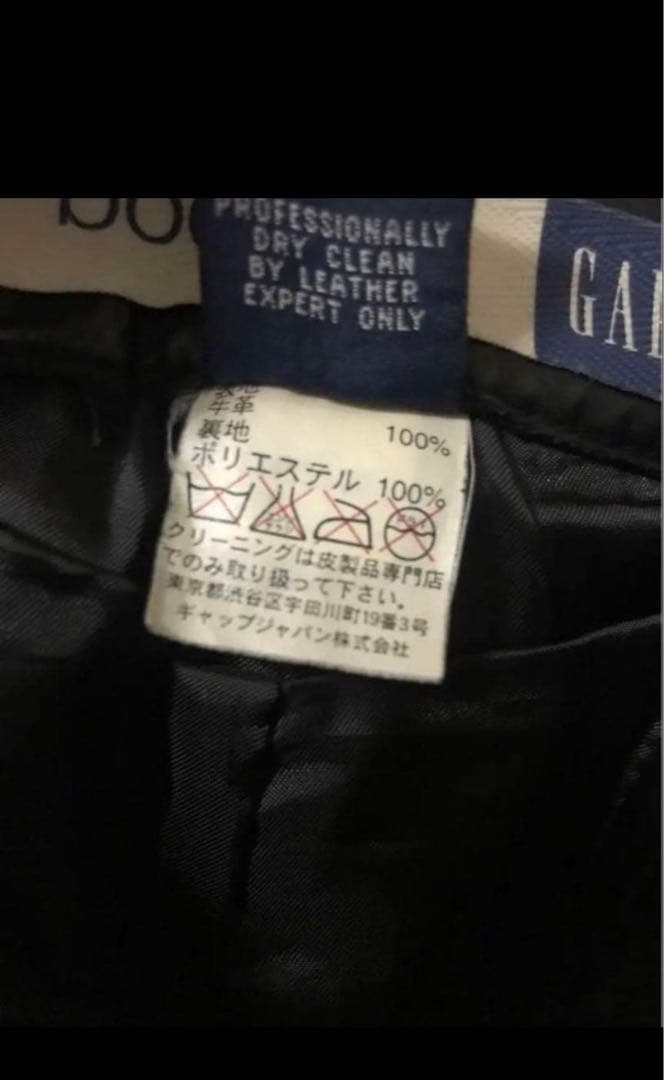 PROFESSIONALLY
DRY CLEAN
BY LEATHER
EXPERT ONLY
牛革 100%
裏地
ポリエステル 100%
クリーニングは皮製品専門店
でのみ取り扱って下さい。
東京都渋谷区宇田川町19番3号
ギャップジャパン株式会社